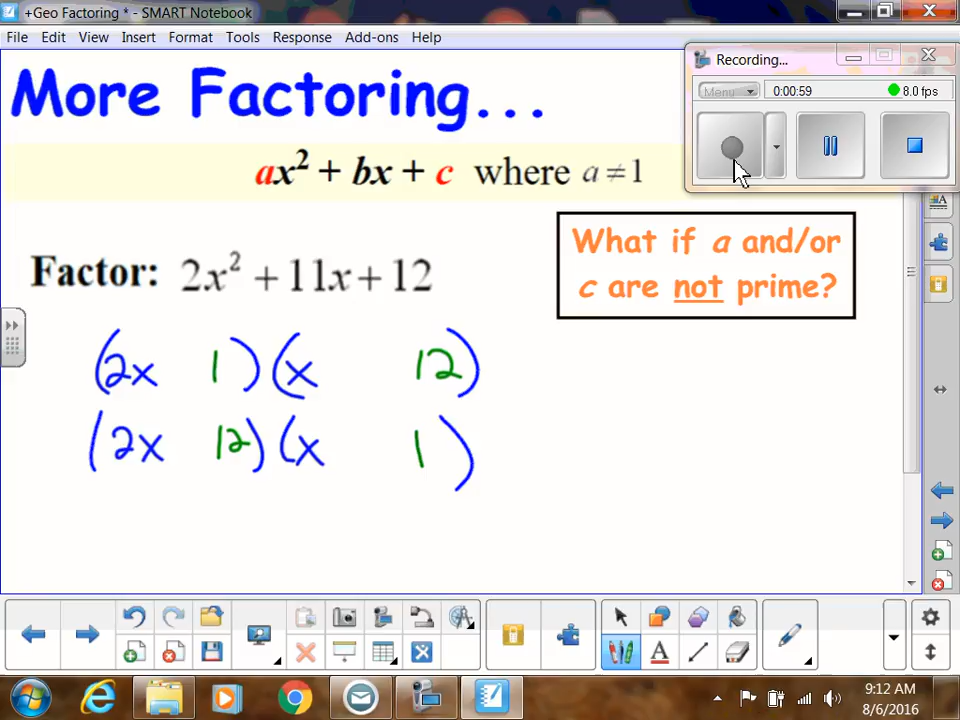 +Geo Factoring * - SMART Notebook
File Edit View Insert Format Tools Response Add-ons Help
Recording...
Menu 0:00:59 8.0 fps
More Factoring...
ax² + bx + c where a ≠ 1
What if a and/or
c are not prime?
Factor: 2x² + 11x + 12
(2x 1)(x 12)
(2x 12)(x 1)
A
A
9:12 AM
8/6/2016